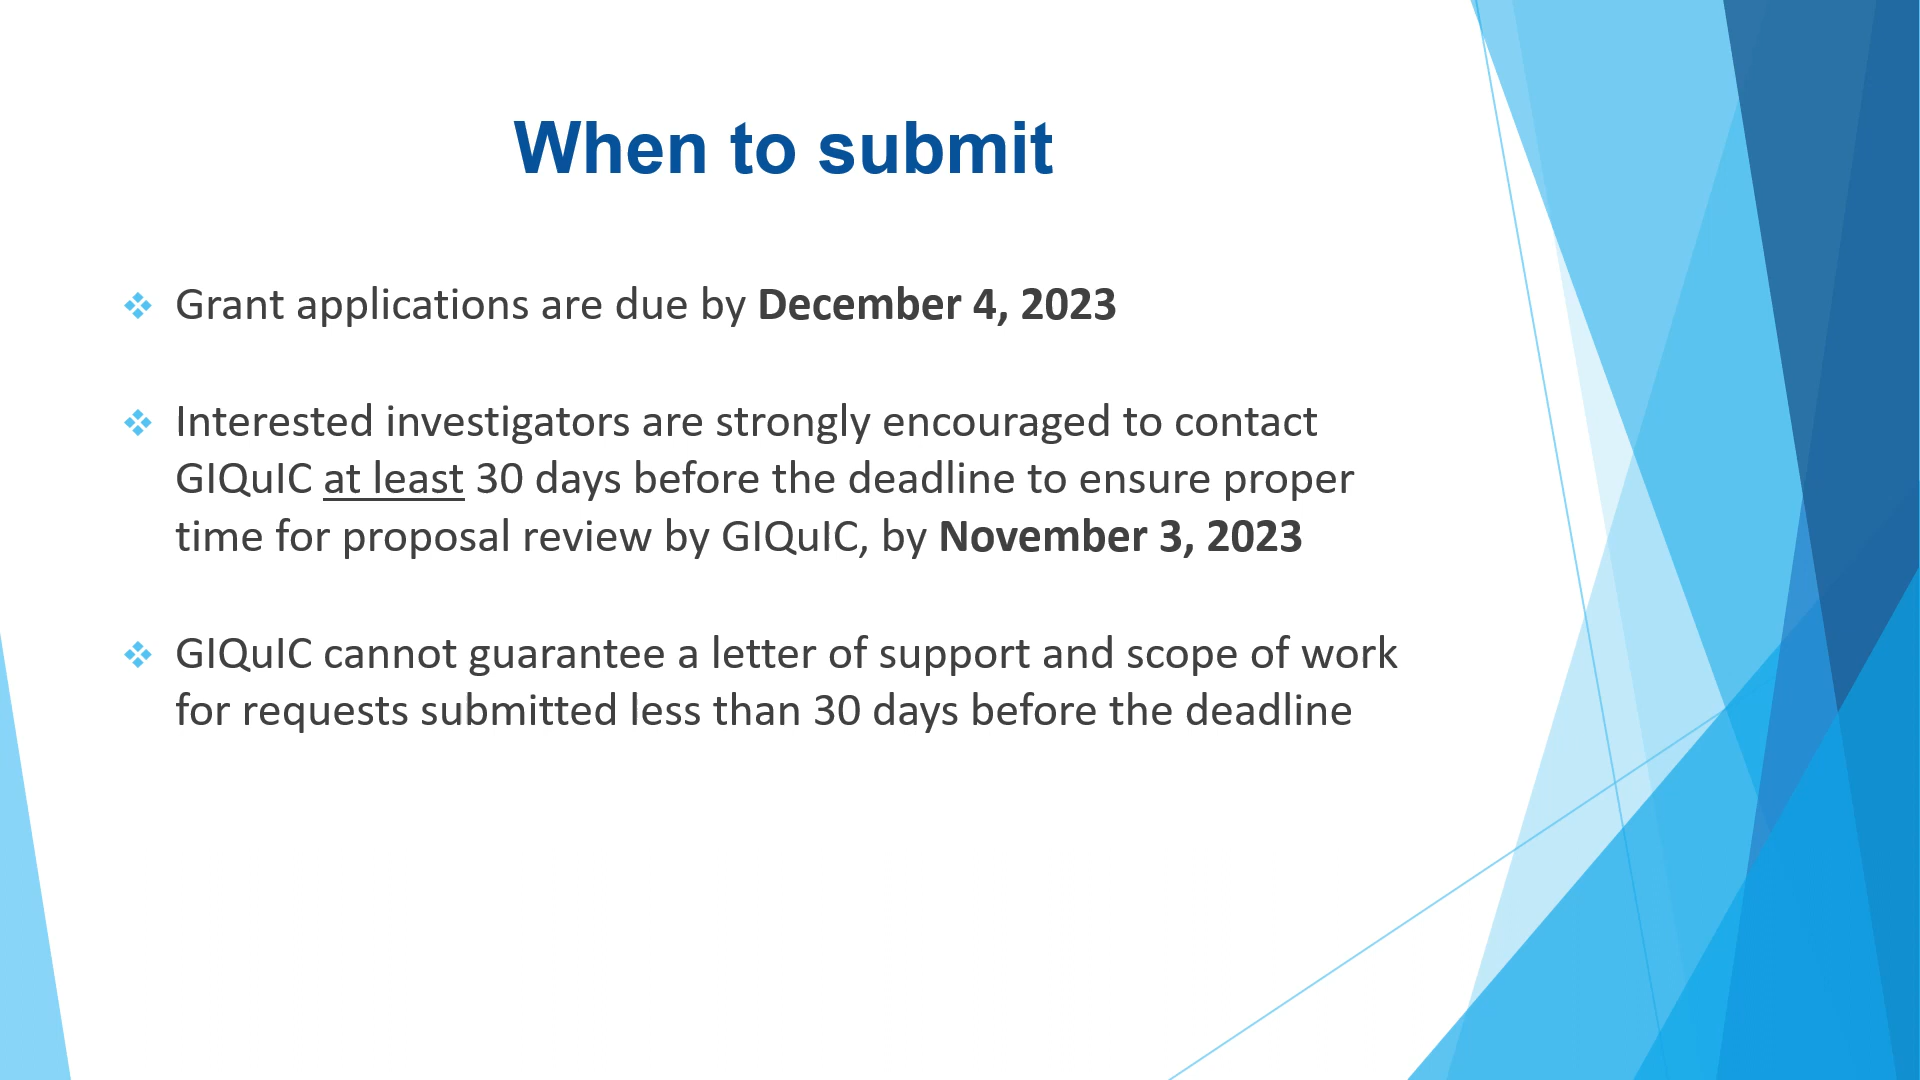 When to submit
❖ Grant applications are due by December 4, 2023
❖ Interested investigators are strongly encouraged to contact
GIQuIC at least 30 days before the deadline to ensure proper
time for proposal review by GIQuIC, by November 3, 2023
❖ GIQuIC cannot guarantee a letter of support and scope of work
for requests submitted less than 30 days before the deadline